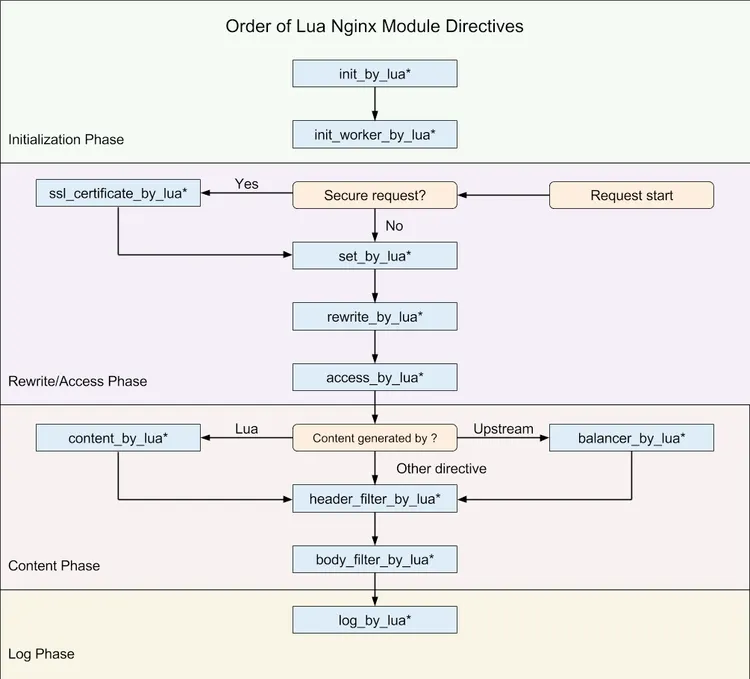 Order of Lua Nginx Module Directives
init_by_lua*
init_worker_by_lua*
Initialization Phase
ssl_certificate_by_lua*
Yes
Secure request?
Request start
No
set_by_lua*
rewrite_by_lua*
access_by_lua*
Rewrite/Access Phase
content_by_lua*
Lua
Content generated by ?
Upstream
balancer_by_lua*
Other directive
header_filter_by_lua*
body_filter_by_lua*
Content Phase
log_by_lua*
Log Phase